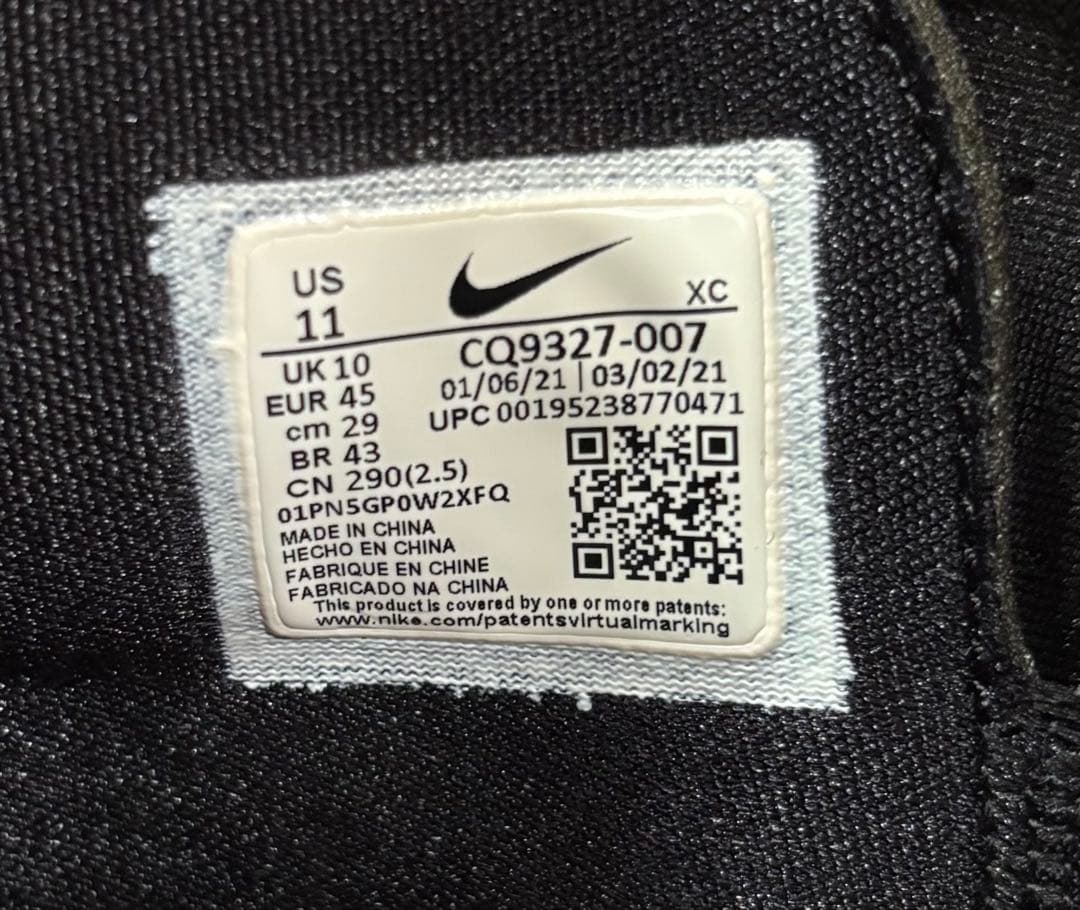 US
11
XC
UK 10
EUR 45
cm 29
BR 43
CN 290(2.5)
CQ9327-007
01/06/21 | 03/02/21
UPC 00195238770471
01PN5GP0W2XFQ
MADE IN CHINA
HECHO EN CHINA
FABRIQUE EN CHINE
FABRICADO NA CHINA
This product is covered by one or more patents:
www.nike.com/patentsvirtualmarking